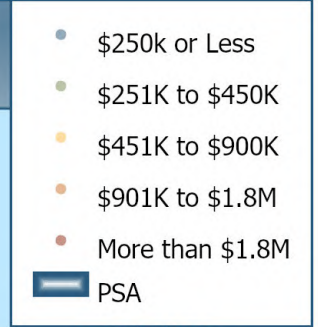 $250k or Less
$251K to $450K
$451K to $900K
$901K to $1.8M
More than $1.8M
PSA